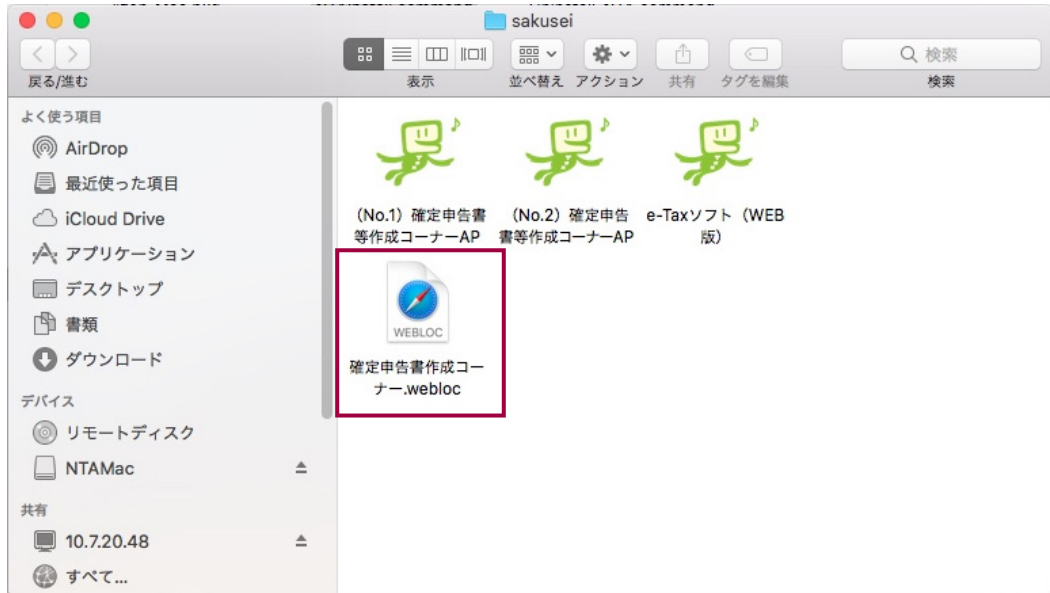 sakusei
戻る/進む
表示
並べ替え
アクション
共有
タグを編集
検索
検索
よく使う項目
AirDrop
最近使った項目
iCloud Drive
アプリケーション
デスクトップ
書類
ダウンロード
デバイス
リモートディスク
NTAMac
共有
10.7.20.48
すべて...
（No.1）確定申告書
等作成コーナーAP
（No.2）確定申告
書等作成コーナーAP
e-Taxソフト（WEB
版）
WEBLOC
確定申告書作成コー
ナー.webloc